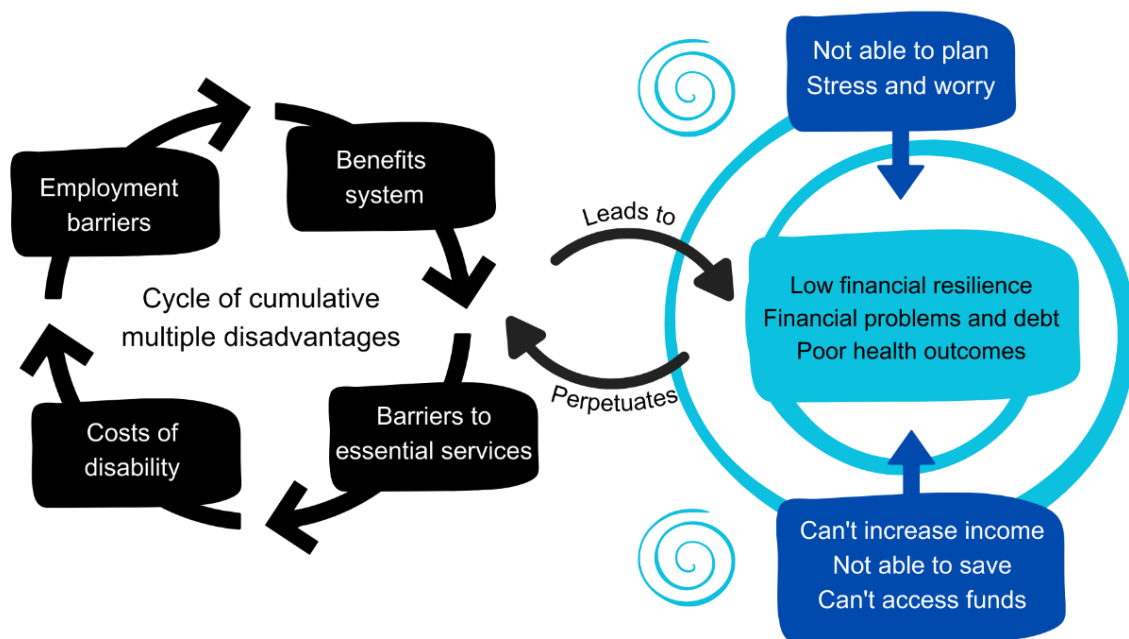 Employment
barriers
Benefits
system
Cycle of cumulative
multiple disadvantages
Costs of
disability
Barriers to
essential services
Leads to
Perpetuates
Not able to plan
Stress and worry
Low financial resilience
Financial problems and debt
Poor health outcomes
Can't increase income
Not able to save
Can't access funds